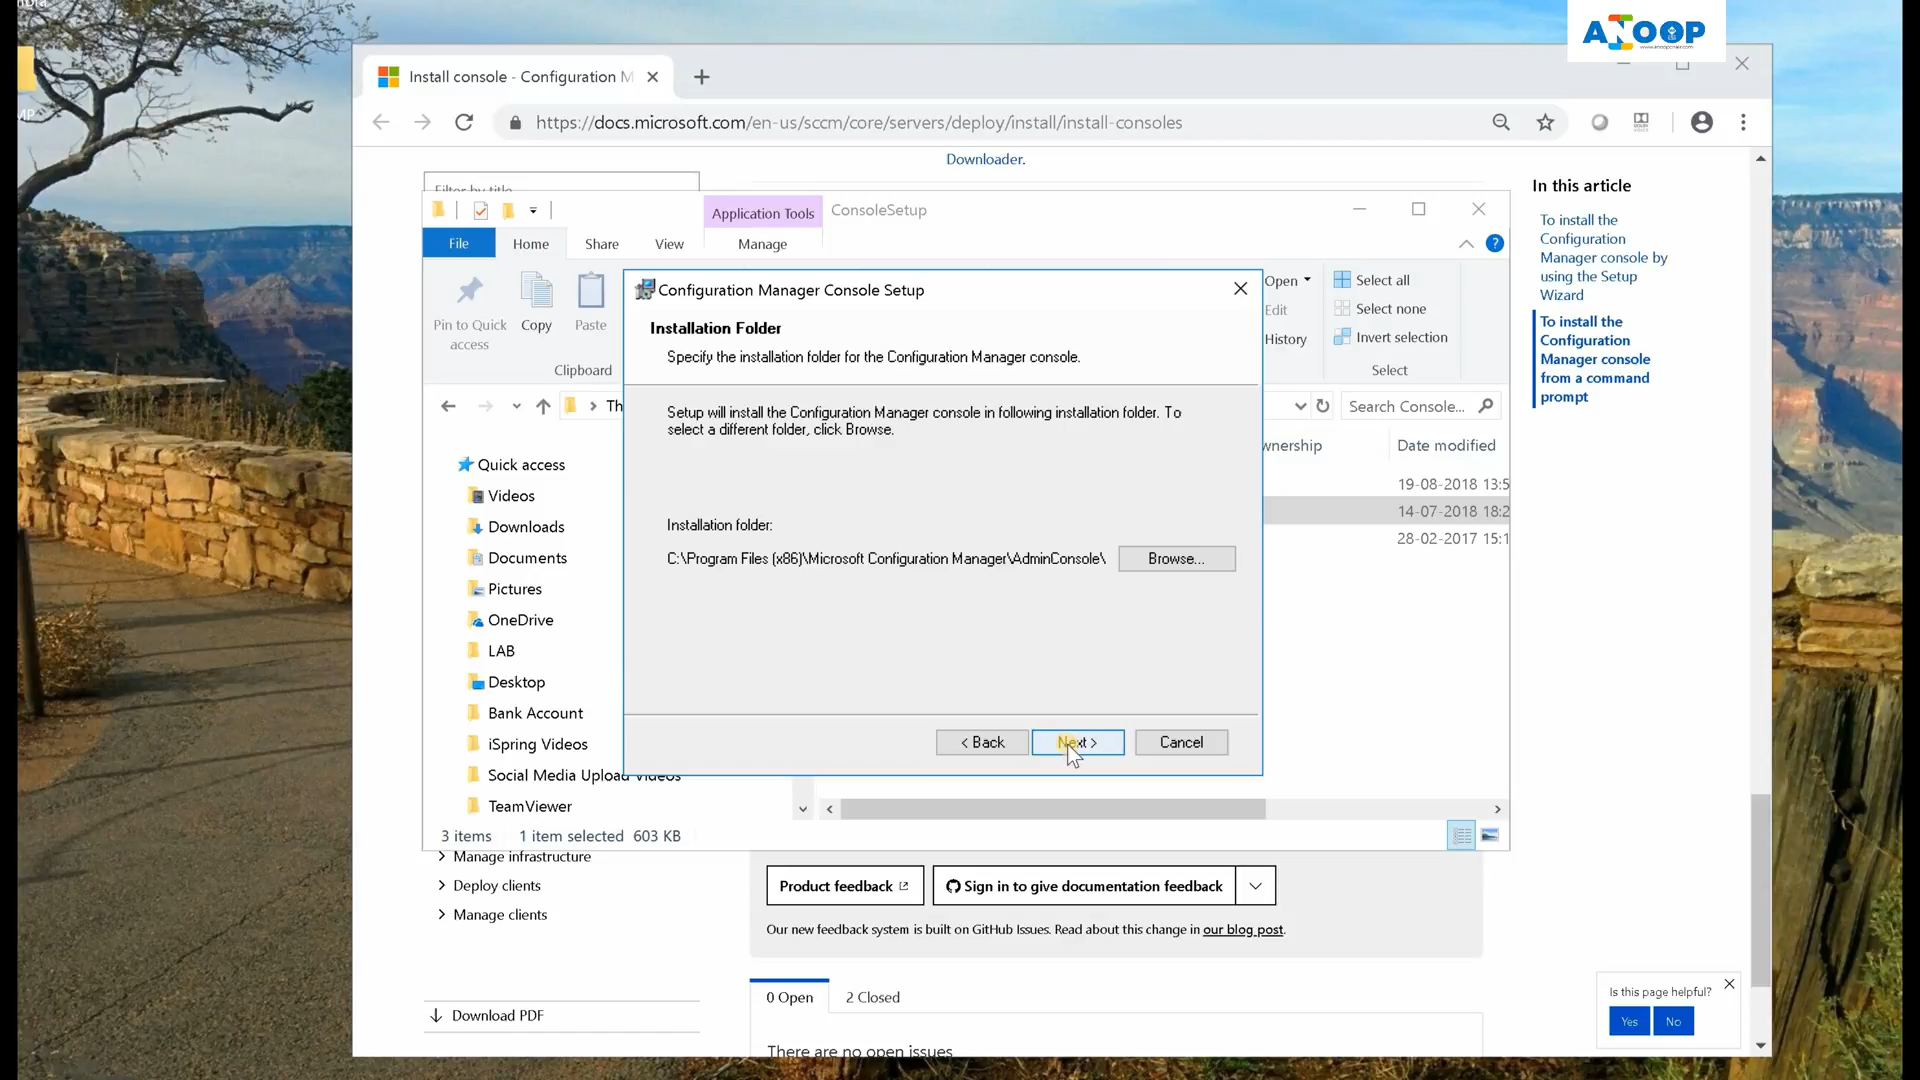 ANOOP
Install console - Configuration M
https://docs.microsoft.com/en-us/sccm/core/servers/deploy/install/install-consoles
Downloader.
Filter by title
In this article
To install the
Configuration
Manager console by
using the Setup
Wizard
To install the
Configuration
Manager console
from a command
prompt
Application Tools
ConsoleSetup
File
Home
Share
View
Manage
Pin to Quick
access
Copy
Paste
Clipboard
Open
Edit
History
Select all
Select none
Invert selection
Select
Th
Search Console...
wnership
Date modified
19-08-2018 13:5
14-07-2018 18:2
28-02-2017 15:1
Quick access
Videos
Downloads
Documents
Pictures
OneDrive
LAB
Desktop
Bank Account
iSpring Videos
Social Media Upload Videos
TeamViewer
3 items
1 item selected 603 KB
Configuration Manager Console Setup
Installation Folder
Specify the installation folder for the Configuration Manager console.
Setup will install the Configuration Manager console in following installation folder. To
select a different folder, click Browse.
Installation folder:
C:\Program Files (x86)\Microsoft Configuration Manager\AdminConsole\
Browse...
< Back
Next >
Cancel
Manage infrastructure
Deploy clients
Manage clients
Download PDF
Product feedback
Sign in to give documentation feedback
Our new feedback system is built on GitHub Issues. Read about this change in our blog post.
0 Open
2 Closed
There are no open issues
Is this page helpful?
Yes
No